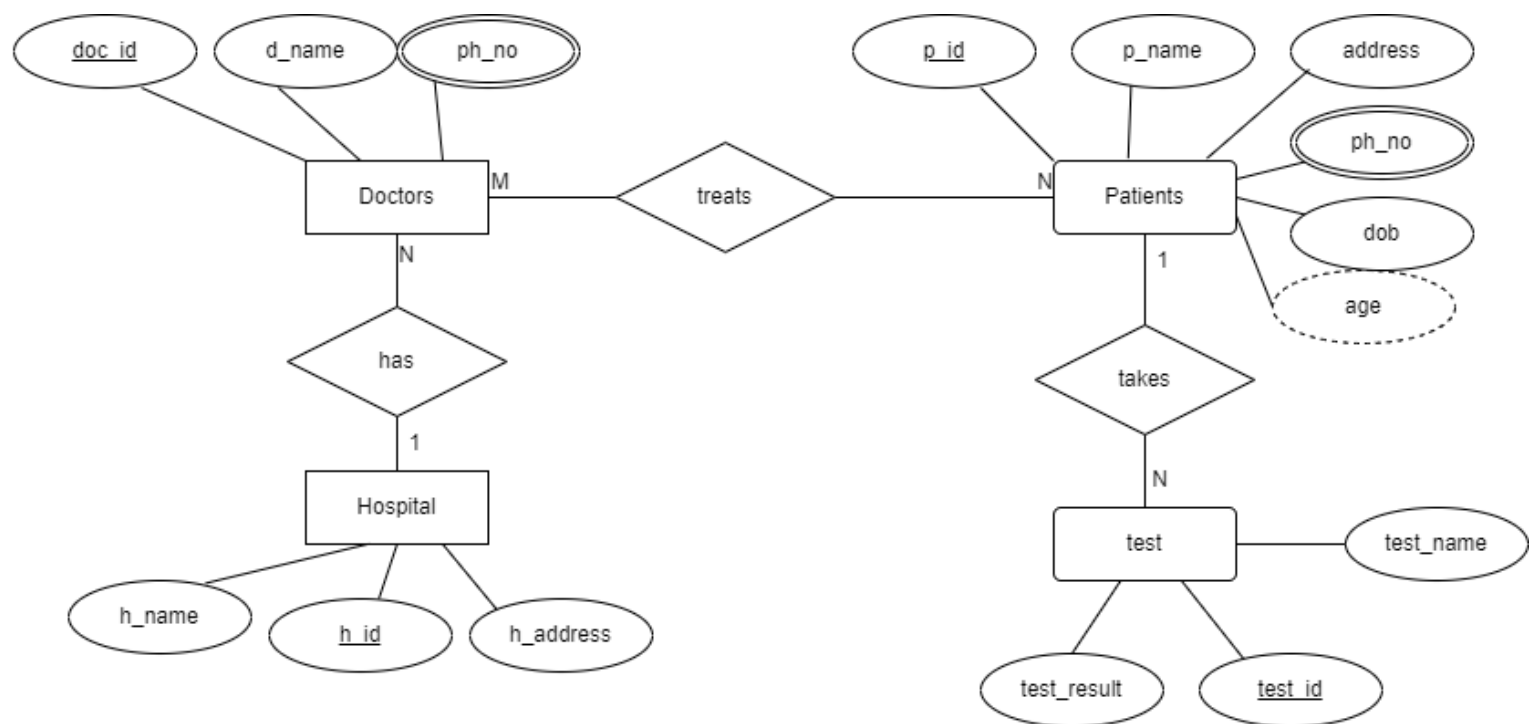 doc_id
d_name
ph_no
p_id
p_name
address
ph_no
Doctors
M
treats
N
Patients
dob
N
1
age
has
takes
1
N
Hospital
test
test_name
h_name
h_id
h_address
test_result
test_id